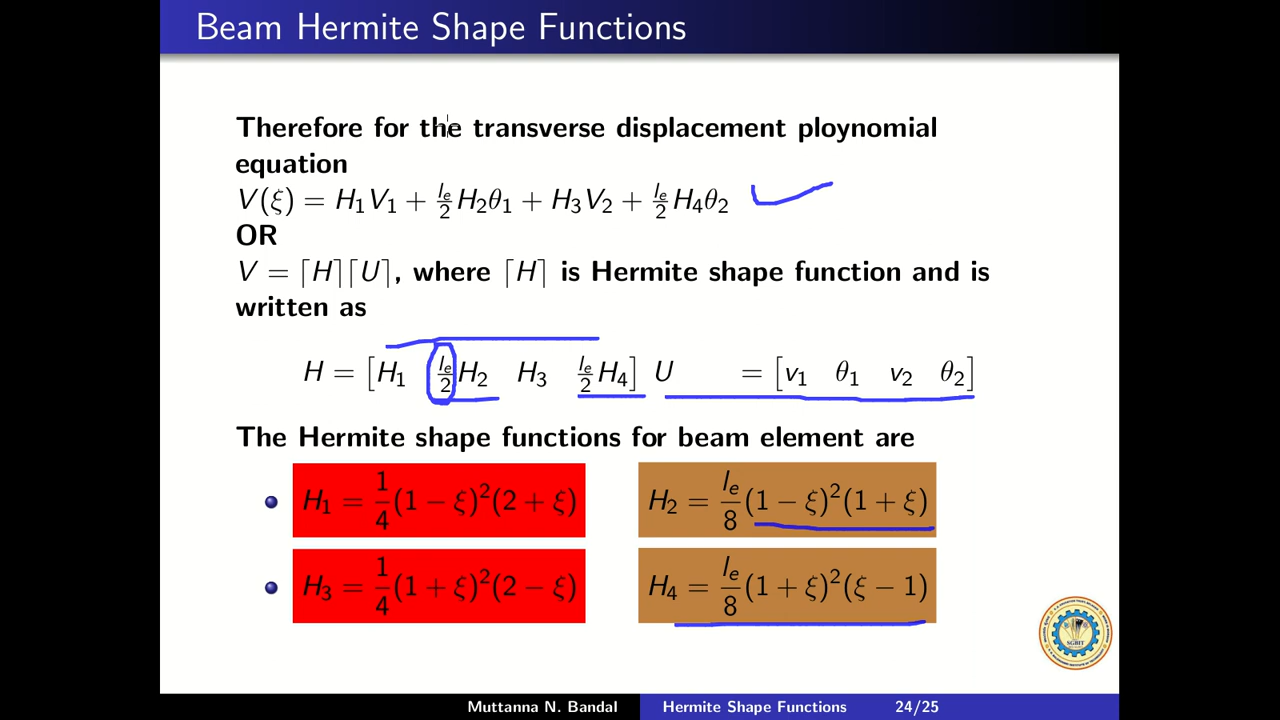 Beam Hermite Shape Functions
Therefore for the transverse displacement ploynomial
equation
V(ξ) = H₁V₁ + lₑ/2 H₂θ₁ + H₃V₂ + lₑ/2 H₄θ₂
OR
V = ⌈H⌉⌈U⌉, where ⌈H⌉ is Hermite shape function and is
written as
H = [H₁ lₑ/2 H₂ H₃ lₑ/2 H₄] U = [v₁ θ₁ v₂ θ₂]
The Hermite shape functions for beam element are
H₁ = 1/4 (1 − ξ)²(2 + ξ) H₂ = lₑ/8 (1 − ξ)²(1 + ξ)
H₃ = 1/4 (1 + ξ)²(2 − ξ) H₄ = lₑ/8 (1 + ξ)²(ξ − 1)
SGBIT
Muttanna N. Bandal Hermite Shape Functions 24/25